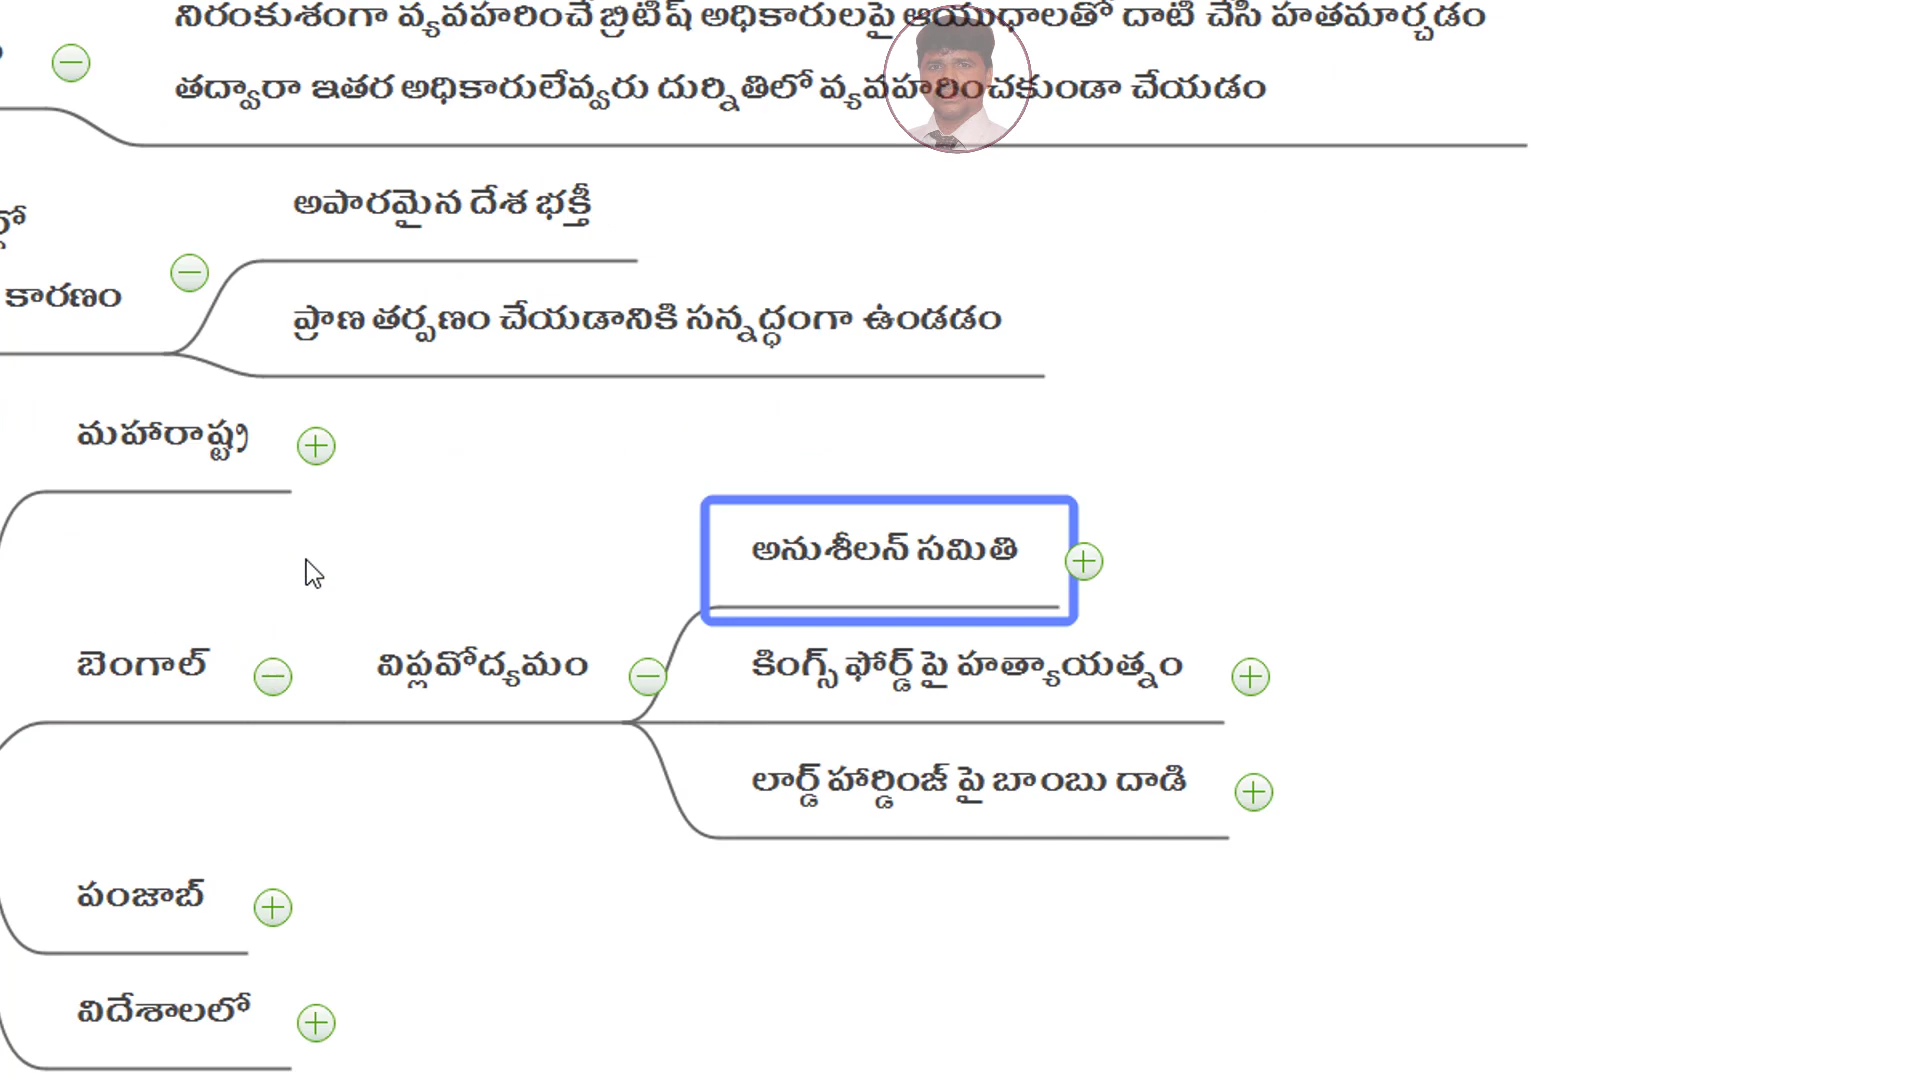 నిరంకుశంగా వ్యవహరించే బ్రిటిష్ అధికారులపై ఆయుధాలతో దాటి చేసి హతమార్చడం
తద్వారా ఇతర అధికారులేవ్వరు దుర్నితిలో వ్యవహరించకుండా చేయడం
అపారమైన దేశ భక్తీ
కారణం
ప్రాణ తర్పణం చేయడానికి సన్నద్ధంగా ఉండడం
మహారాష్ట్ర
అనుశీలన్ సమితి
బెంగాల్
విప్లవోద్యమం
కింగ్స్ ఫోర్డ్ పై హత్యాయత్నం
లార్డ్ హార్డింజ్ పై బాంబు దాడి
పంజాబ్
విదేశాలలో